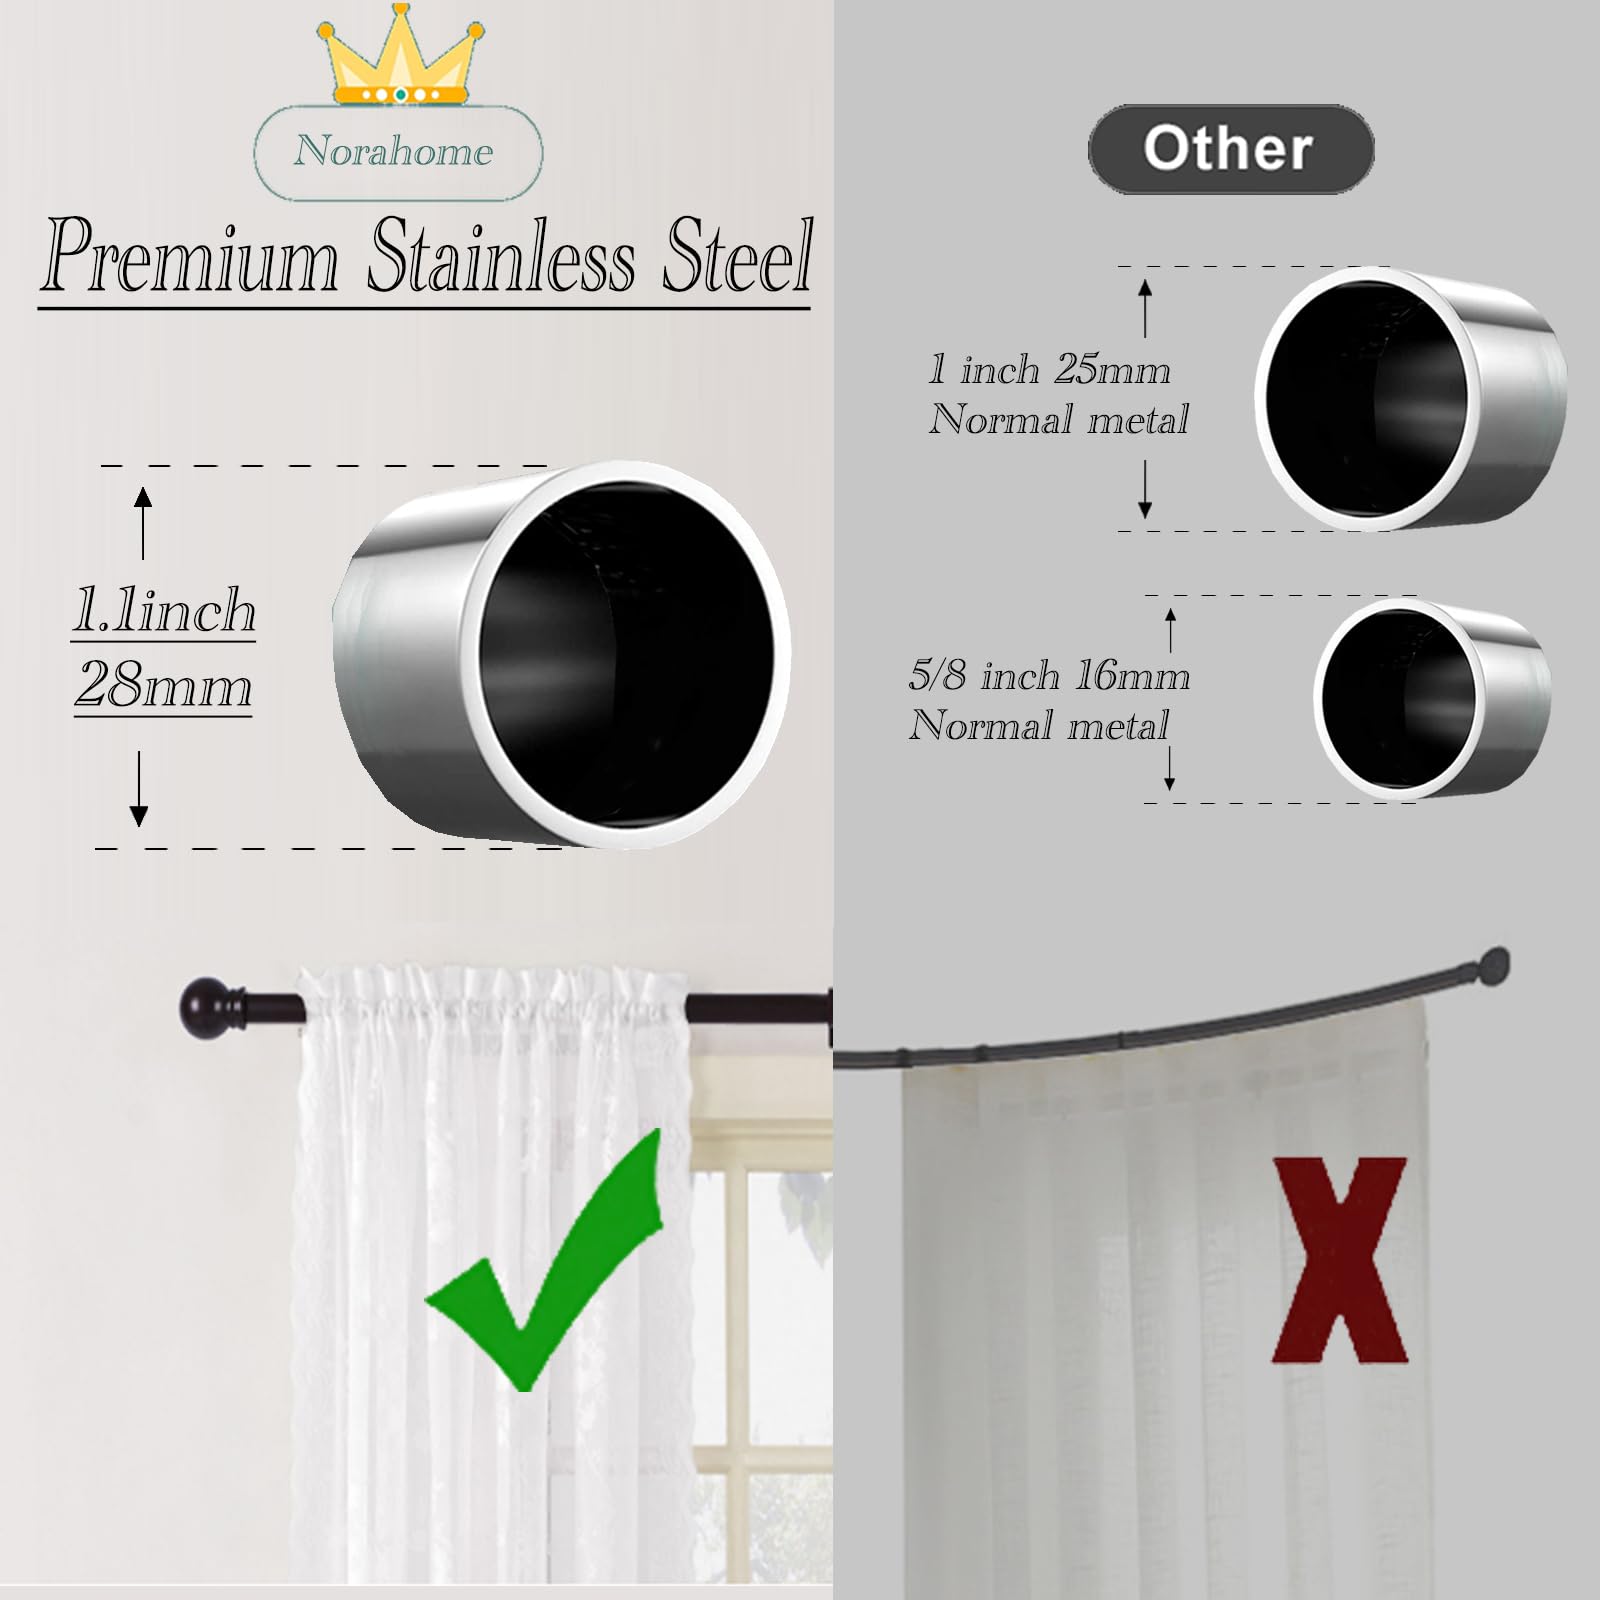 Norahome
Premium Stainless Steel
1.1inch
28mm
Other
1 inch 25mm
Normal metal
5/8 inch 16mm
Normal metal
X